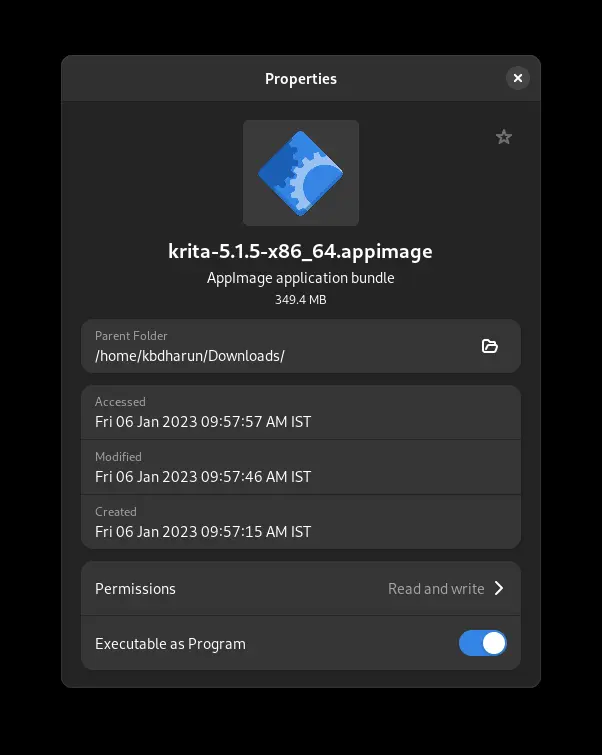 Properties
krita-5.1.5-x86_64.appimage
AppImage application bundle
349.4 MB
Parent Folder
/home/kbdharun/Downloads/
Accessed
Fri 06 Jan 2023 09:57:57 AM IST
Modified
Fri 06 Jan 2023 09:57:46 AM IST
Created
Fri 06 Jan 2023 09:57:15 AM IST
Permissions Read and write
Executable as Program